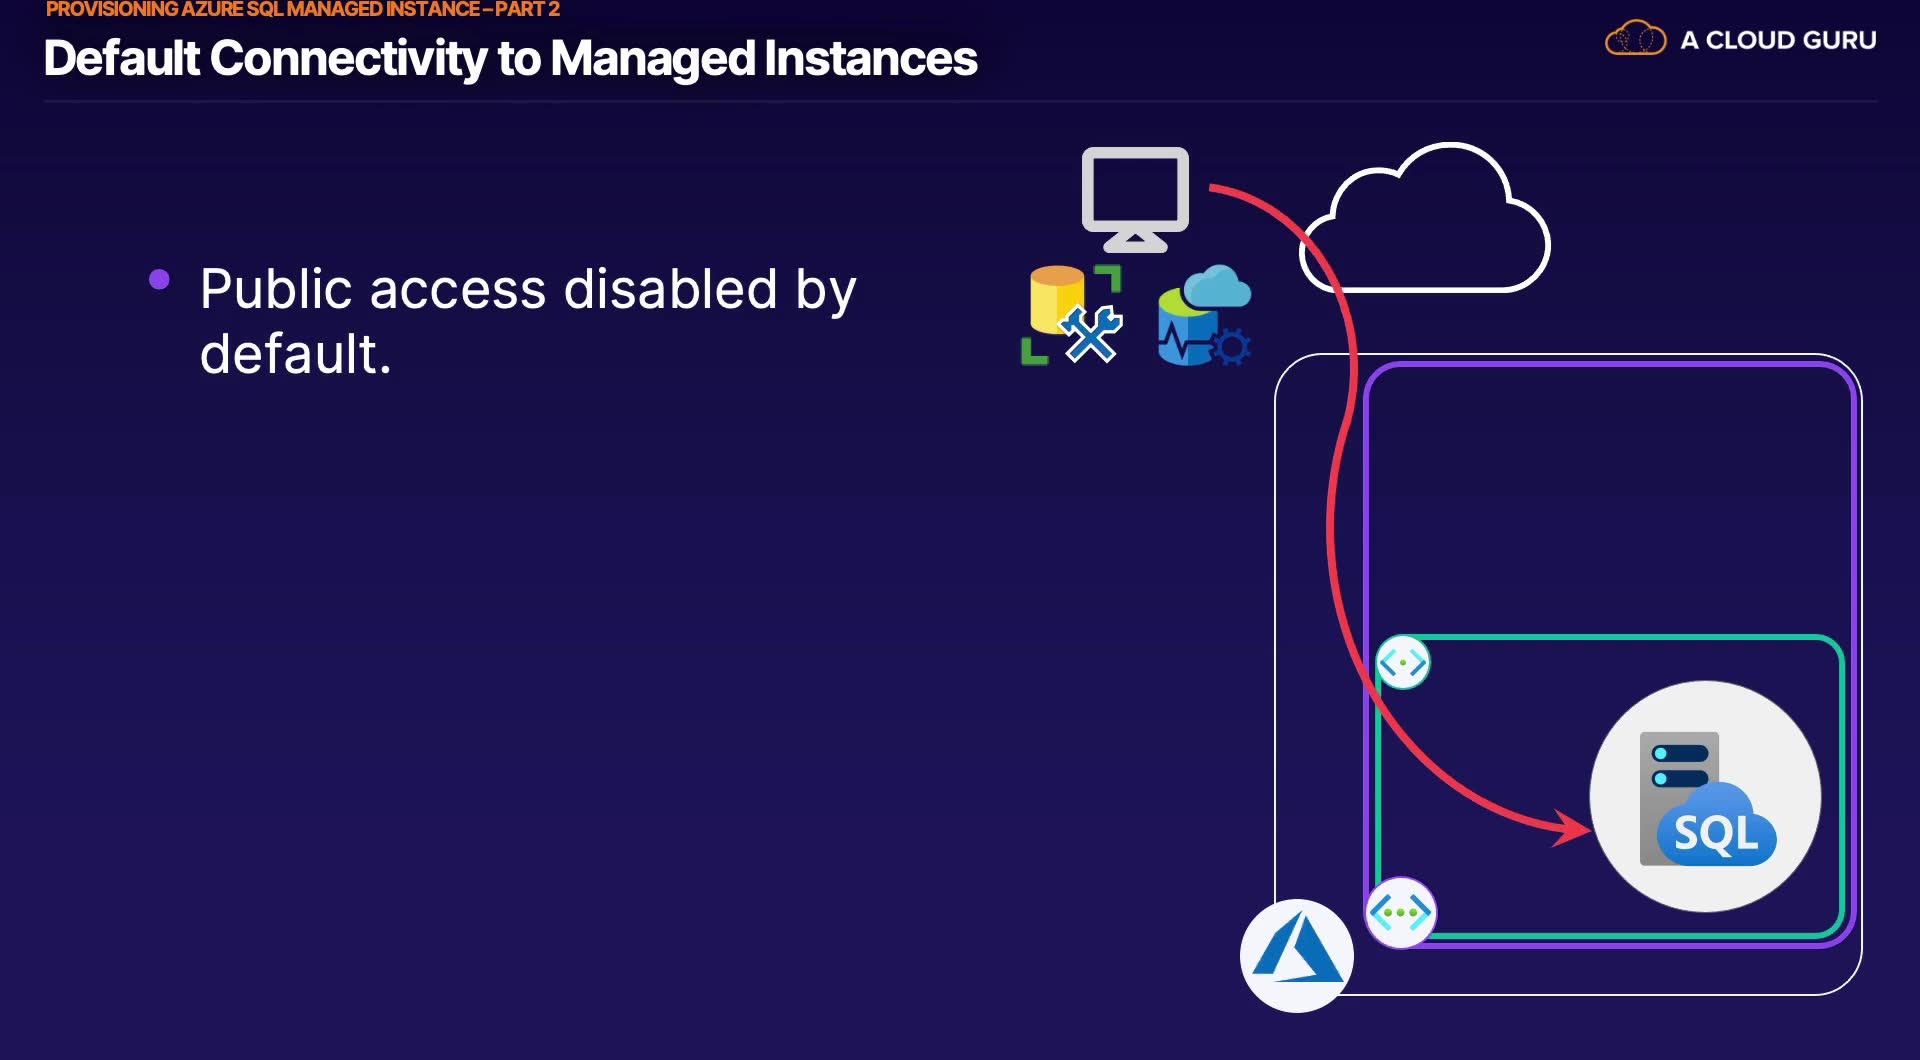 PROVISIONING AZURE SQL MANAGED INSTANCE – PART 2
Default Connectivity to Managed Instances
A CLOUD GURU
Public access disabled by
default.
SQL